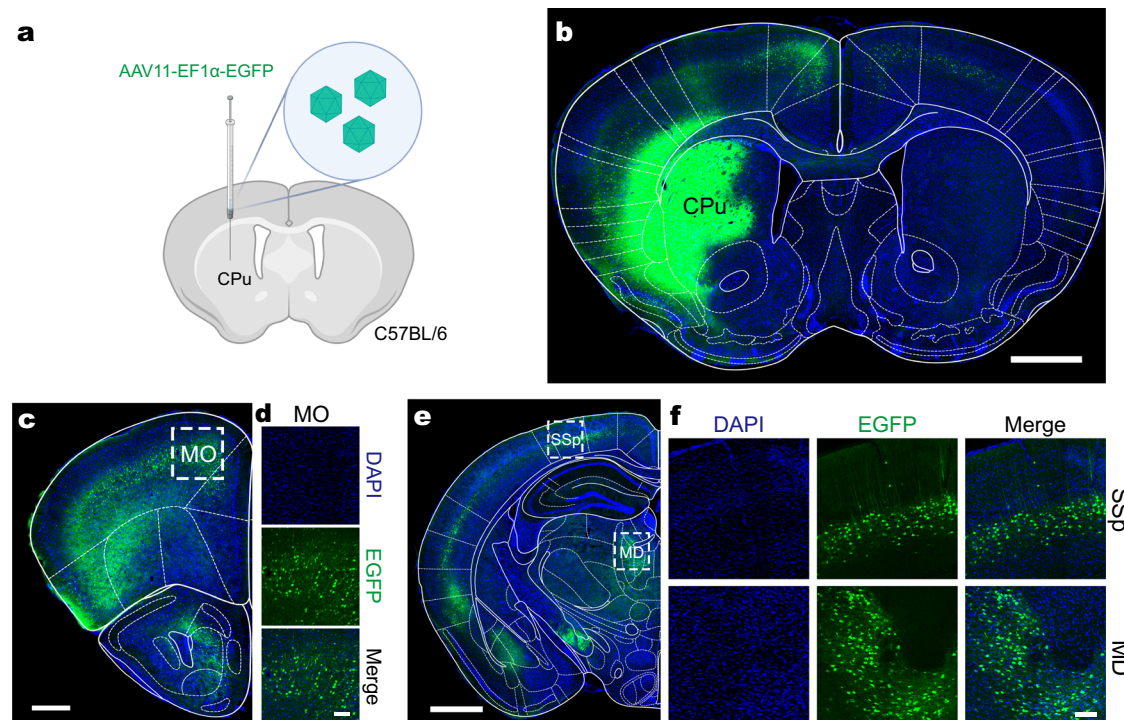 a
AAV11-EF1α-EGFP
CPu
C57BL/6
b
CPu
c
MO
d
MO
DAPI
EGFP
Merge
e
SSp
MD
f
DAPI
EGFP
Merge
SSp
MD